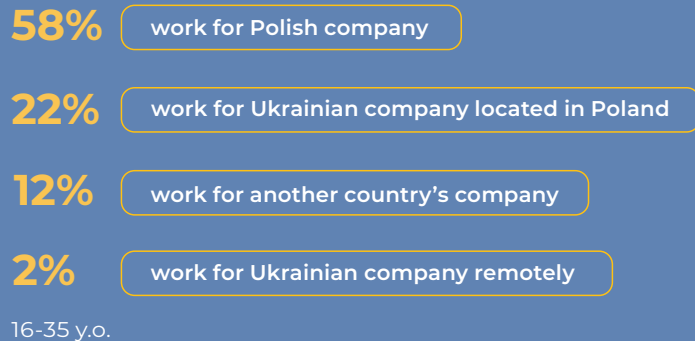 58% work for Polish company
22% work for Ukrainian company located in Poland
12% work for another country’s company
2% work for Ukrainian company remotely
16-35 y.o.